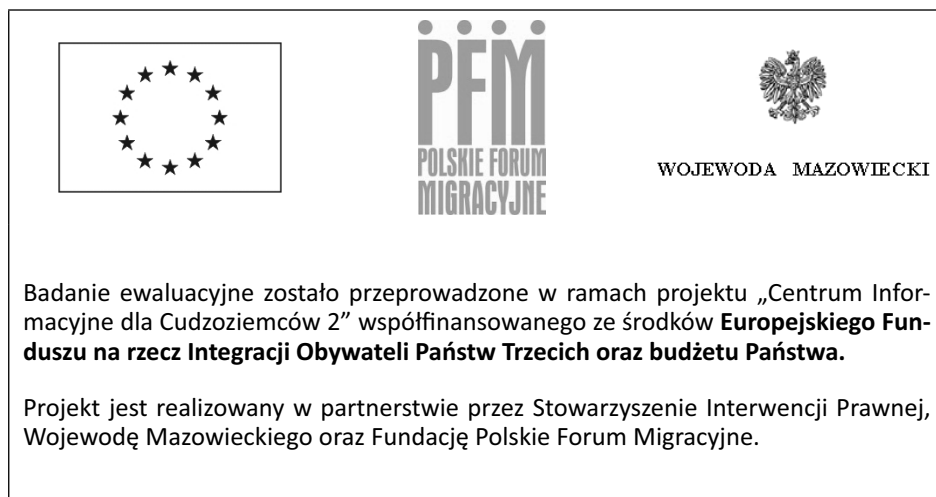 PFM
POLSKIE FORUM
MIGRACYJNE
WOJEWODA MAZOWIECKI
Badanie ewaluacyjne zostało przeprowadzone w ramach projektu „Centrum Infor-
macyjne dla Cudzoziemców 2” współfinansowanego ze środków Europejskiego Fun-
duszu na rzecz Integracji Obywateli Państw Trzecich oraz budżetu Państwa.
Projekt jest realizowany w partnerstwie przez Stowarzyszenie Interwencji Prawnej,
Wojewodę Mazowieckiego oraz Fundację Polskie Forum Migracyjne.